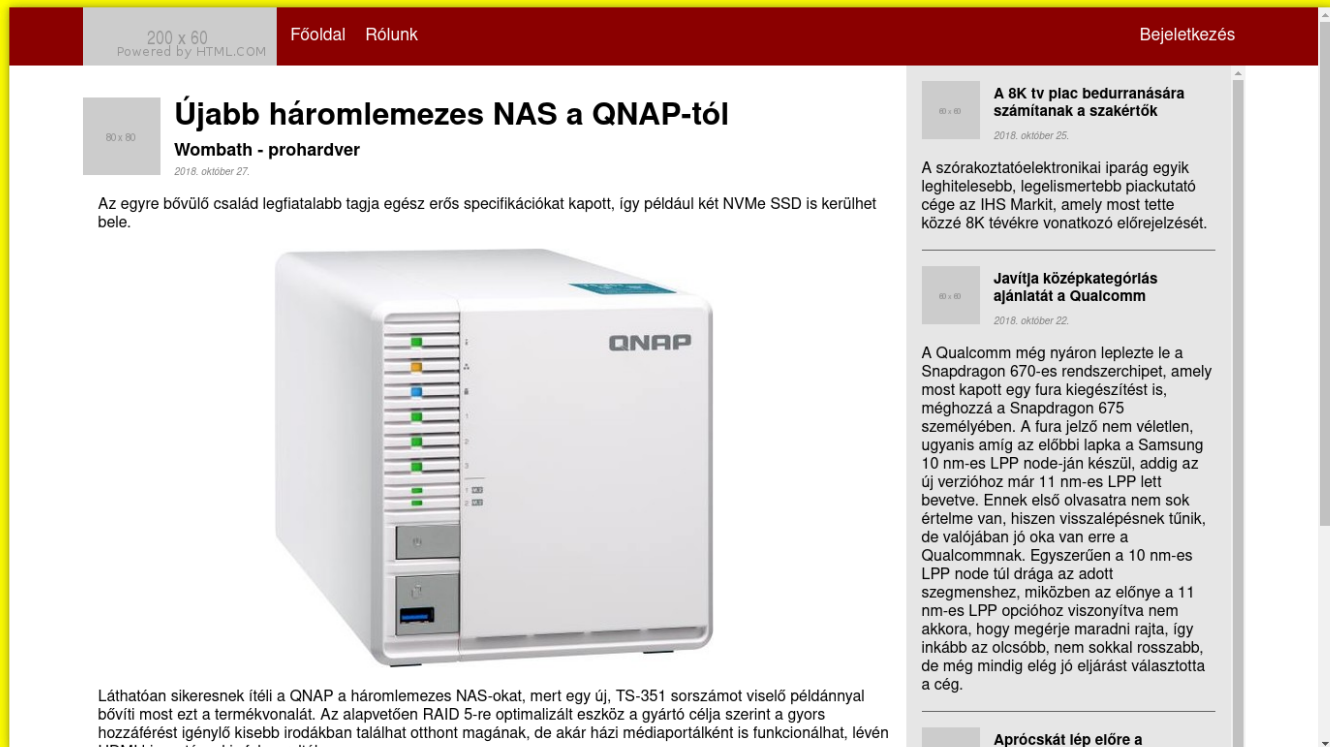 200 x 60
Powered by HTML.COM
Főoldal
Rólunk
Bejeletkezés
80 x 80
Újabb háromlemezes NAS a QNAP-tól
Wombath - prohardver
2018. október 27.
Az egyre bővülő család legfiatalabb tagja egész erős specifikációkat kapott, így például két NVMe SSD is kerülhet
bele.
QNAP
1
2
3
1
2
Láthatóan sikeresnek ítéli a QNAP a háromlemezes NAS-okat, mert egy új, TS-351 sorszámot viselő példánnyal
bővíti most ezt a termékvonalát. Az alapvetően RAID 5-re optimalizált eszköz a gyártó célja szerint a gyors
hozzáférést igénylő kisebb irodákban találhat otthont magának, de akár házi médiaportálként is funkcionálhat, lévén
60 x 60
A 8K tv piac bedurranására
számítanak a szakértők
2018. október 25.
A szórakoztatóelektronikai iparág egyik
leghitelesebb, legelismertebb piackutató
cége az IHS Markit, amely most tette
közzé 8K tévékre vonatkozó előrejelzését.
60 x 60
Javítja középkategóriás
ajánlatát a Qualcomm
2018. október 22.
A Qualcomm még nyáron leplezte le a
Snapdragon 670-es rendszerchipet, amely
most kapott egy fura kiegészítést is,
méghozzá a Snapdragon 675
személyében. A fura jelző nem véletlen,
ugyanis amíg az előbbi lapka a Samsung
10 nm-es LPP node-ján készül, addig az
új verzióhoz már 11 nm-es LPP lett
bevetve. Ennek első olvasatra nem sok
értelme van, hiszen visszalépésnek tűnik,
de valójában jó oka van erre a
Qualcommnak. Egyszerűen a 10 nm-es
LPP node túl drága az adott
szegmenshez, miközben az előnye a 11
nm-es LPP opcióhoz viszonyítva nem
akkora, hogy megérje maradni rajta, így
inkább az olcsóbb, nem sokkal rosszabb,
de még mindig elég jó eljárást választotta
a cég.
Aprócskát lép előre a